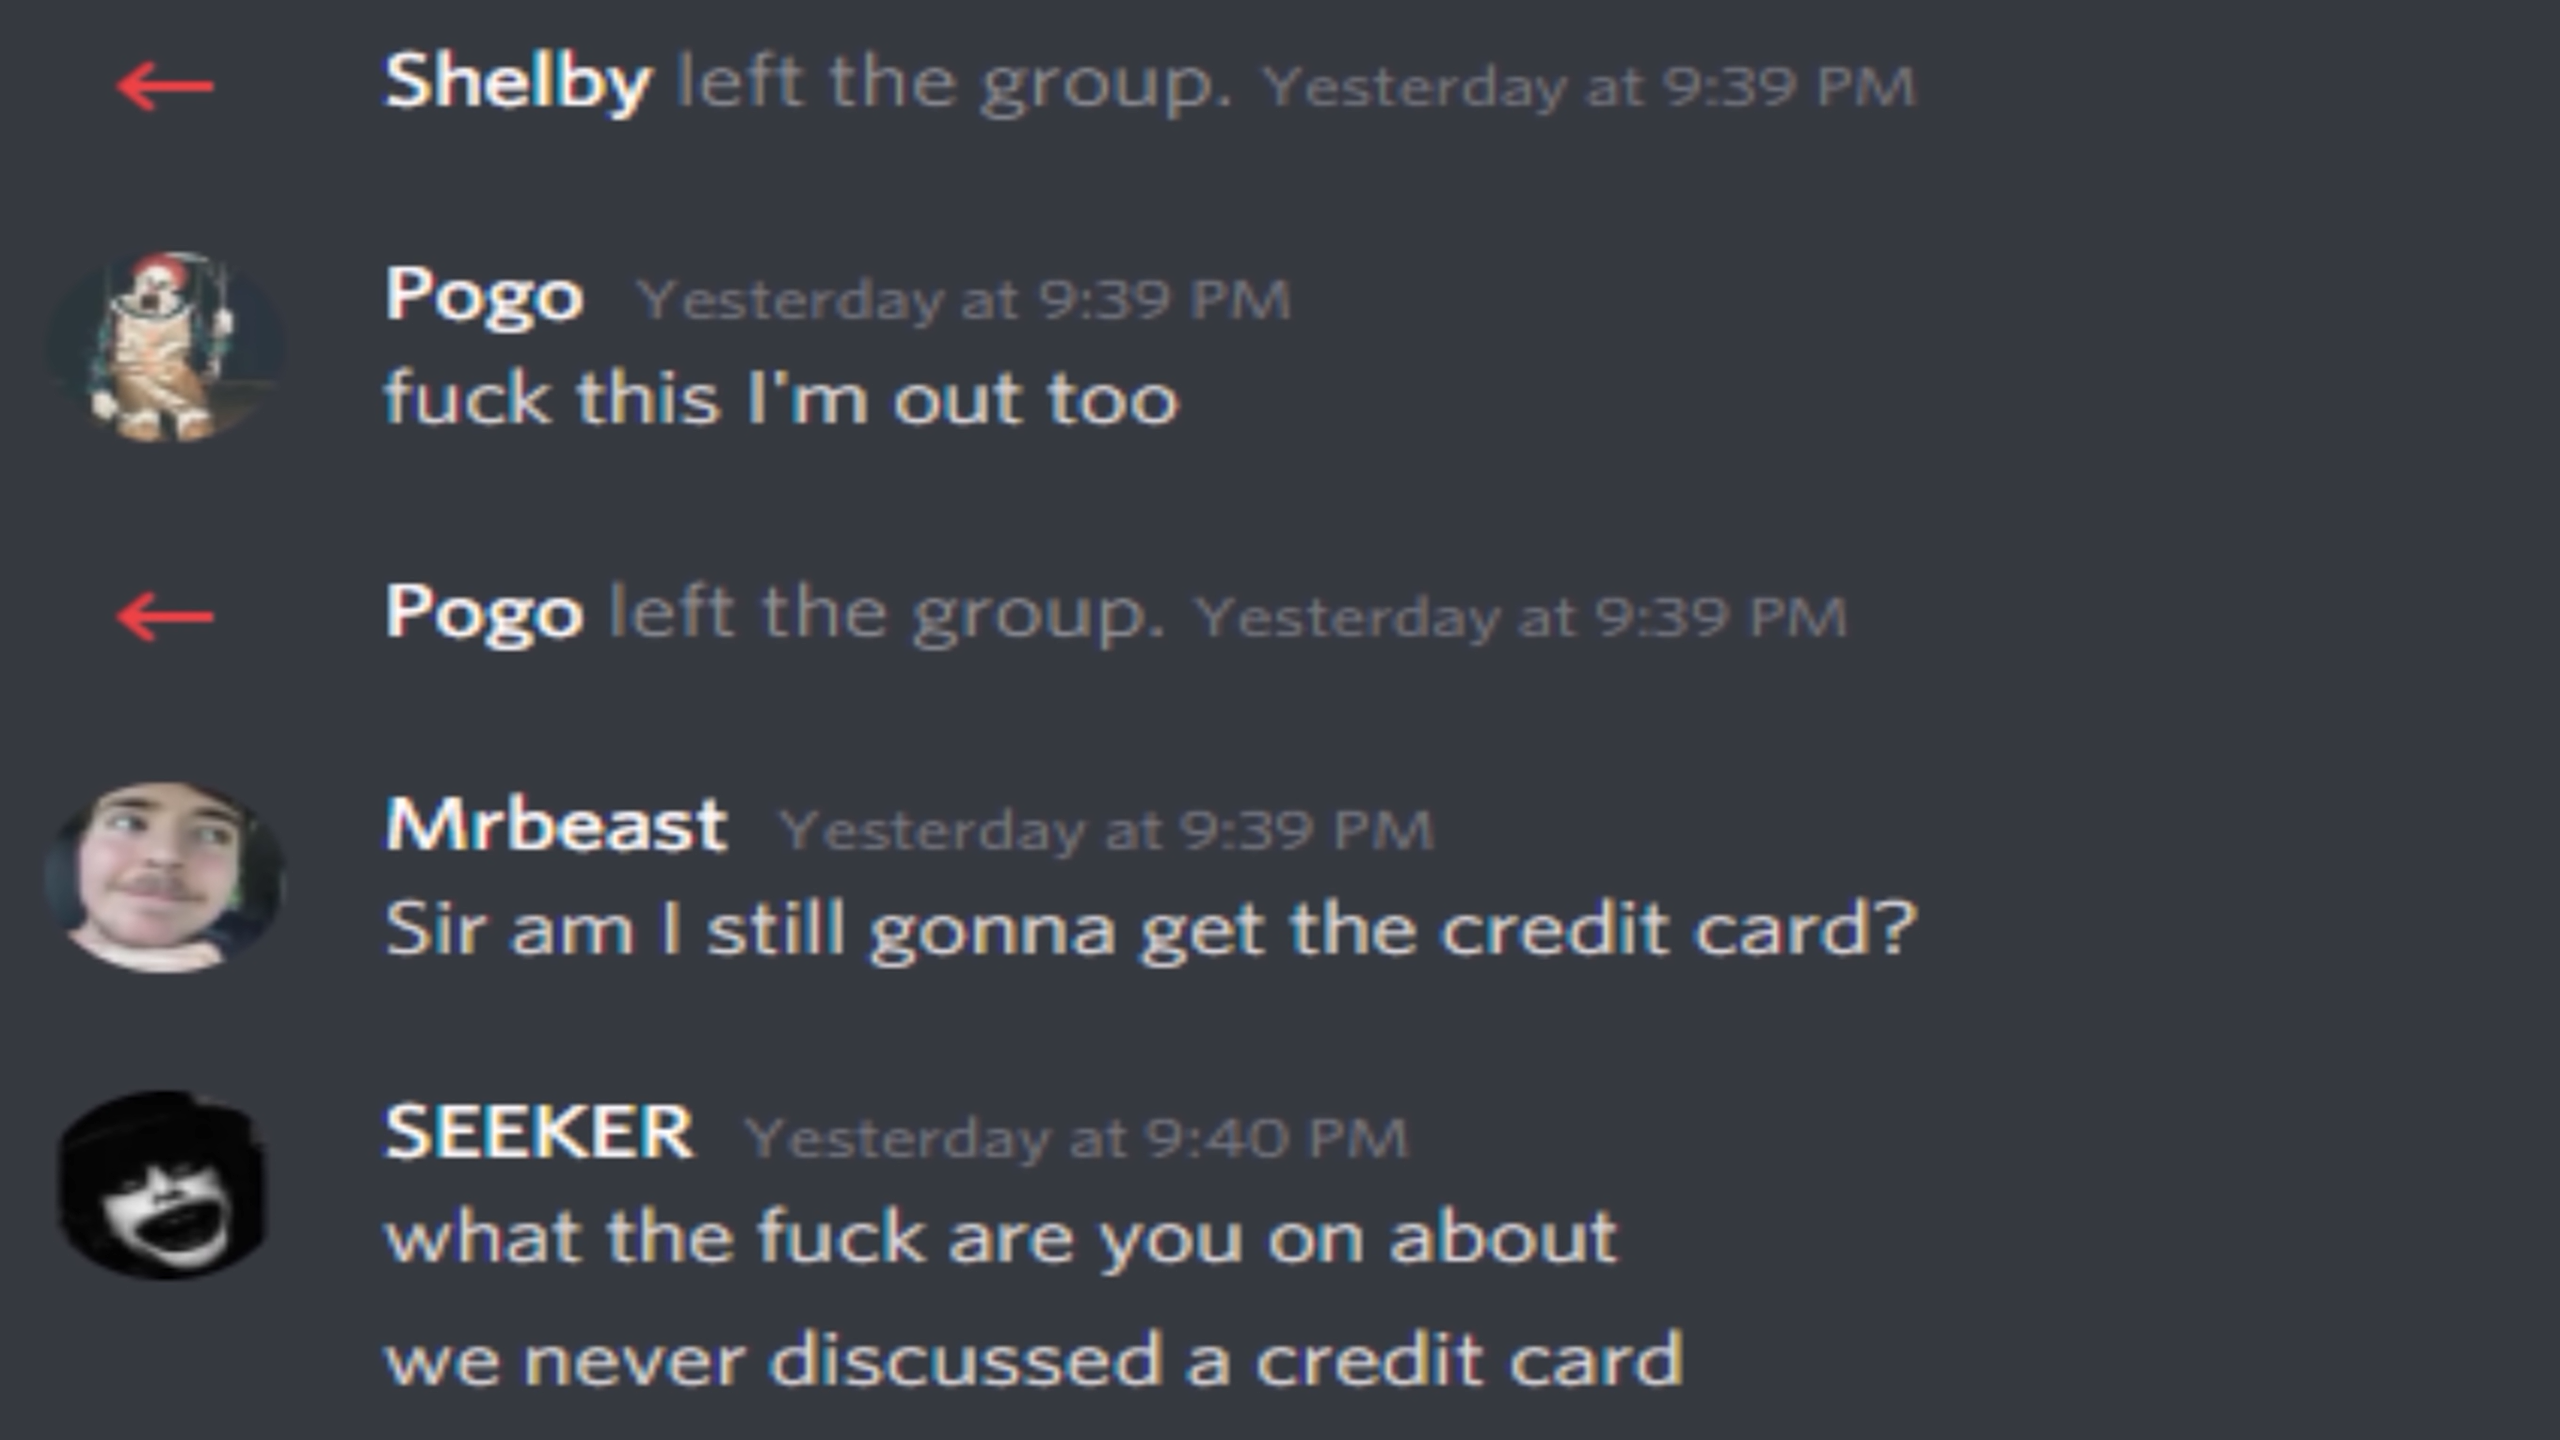 Shelby left the group. Yesterday at 9:39 PM
Pogo Yesterday at 9:39 PM
fuck this I'm out too
Pogo left the group. Yesterday at 9:39 PM
Mrbeast Yesterday at 9:39 PM
Sir am I still gonna get the credit card?
SEEKER Yesterday at 9:40 PM
what the fuck are you on about
we never discussed a credit card